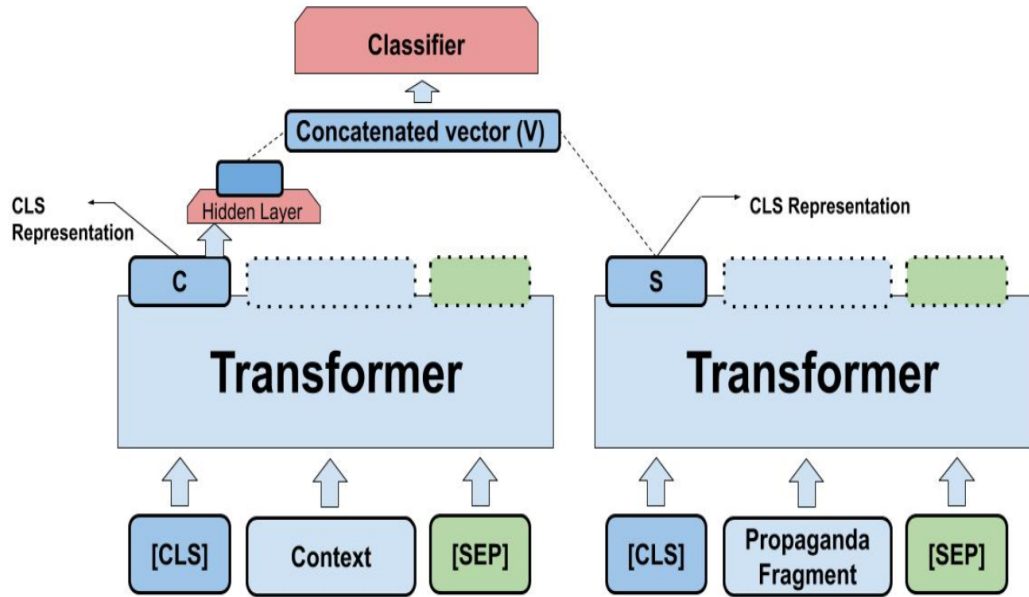 Classifier
Concatenated vector (V)
Hidden Layer
CLS
Representation
CLS Representation
C
S
Transformer
Transformer
[CLS]
Context
[SEP]
[CLS]
Propaganda
Fragment
[SEP]